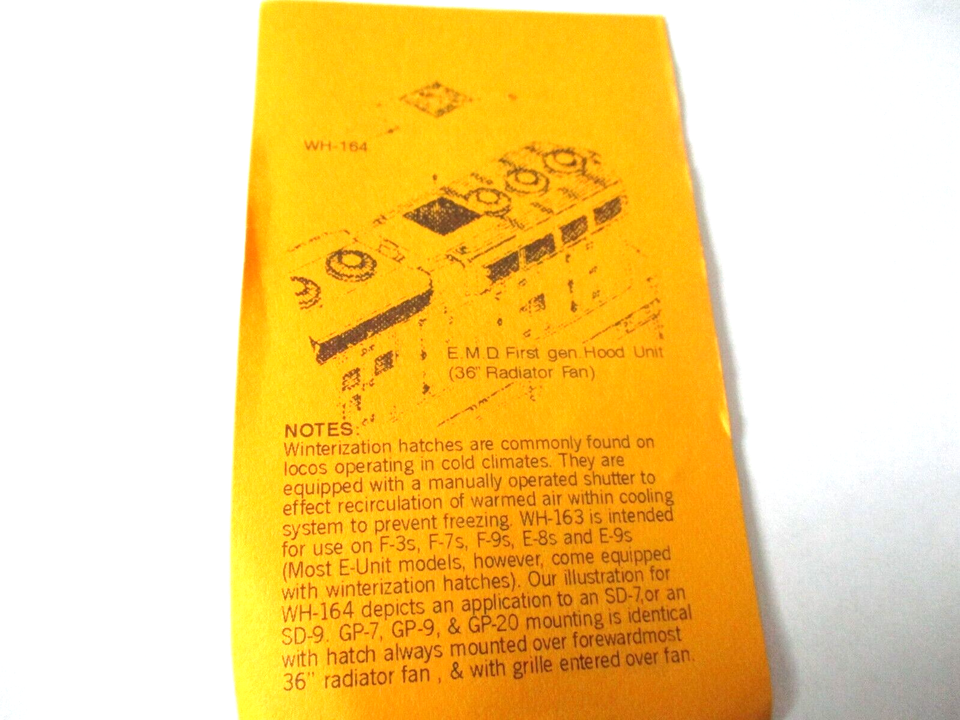 WH-164
E.M.D. First gen. Hood Unit
(36" Radiator Fan)
NOTES:
Winterization hatches are commonly found on
locos operating in cold climates. They are
equipped with a manually operated shutter to
effect recirculation of warmed air within cooling
system to prevent freezing. WH-163 is intended
for use on F-3s, F-7s, F-9s, E-8s and E-9s
(Most E-Unit models, however, come equipped
with winterization hatches). Our illustration for
WH-164 depicts an application to an SD-7,or an
SD-9. GP-7, GP-9, & GP-20 mounting is identical
with hatch always mounted over forewardmost
36" radiator fan , & with grille entered over fan.